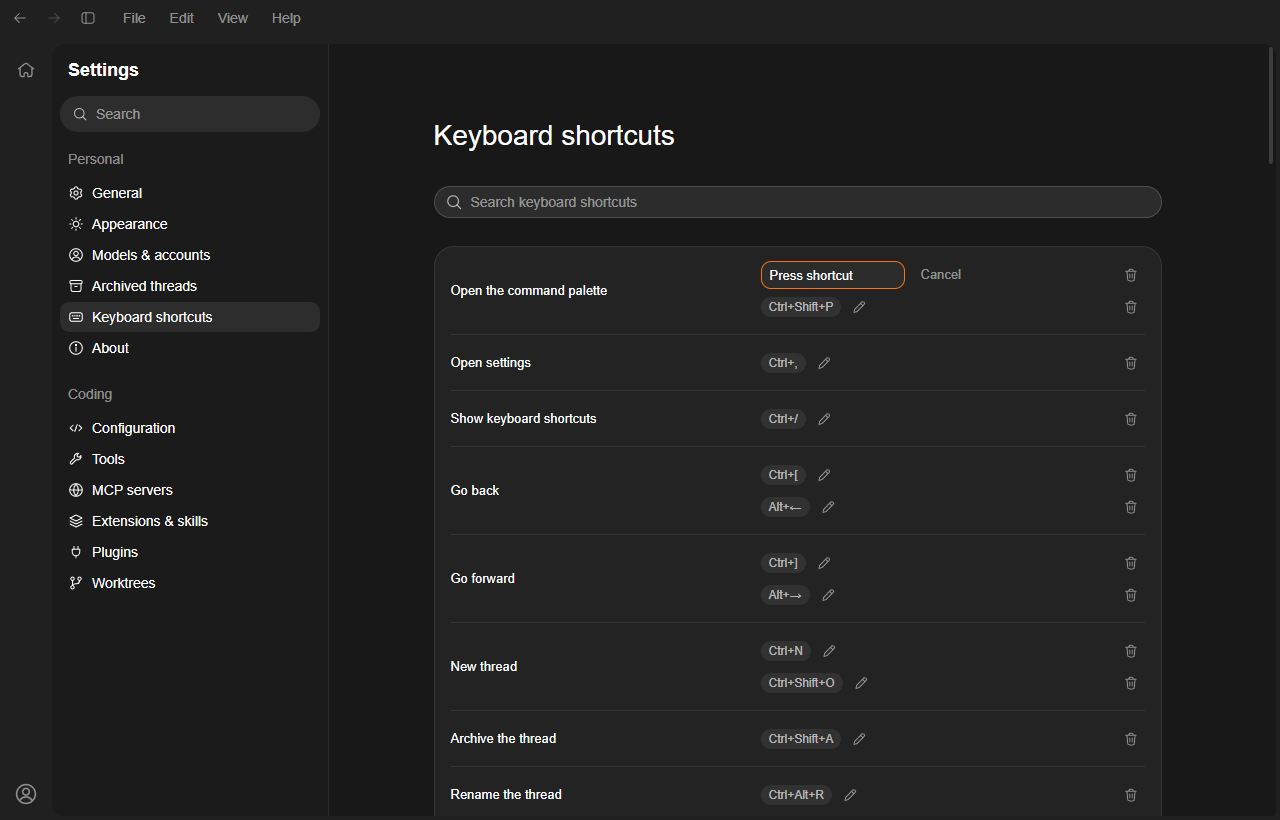 File Edit View Help
Settings
Search
Personal
General
Appearance
Models & accounts
Archived threads
Keyboard shortcuts
About
Coding
Configuration
Tools
MCP servers
Extensions & skills
Plugins
Worktrees
Keyboard shortcuts
Search keyboard shortcuts
Open the command palette
Press shortcut Cancel
Ctrl+Shift+P
Open settings Ctrl+,
Show keyboard shortcuts Ctrl+/
Go back
Ctrl+[
Alt+←
Go forward
Ctrl+]
Alt+→
New thread
Ctrl+N
Ctrl+Shift+O
Archive the thread Ctrl+Shift+A
Rename the thread Ctrl+Alt+R